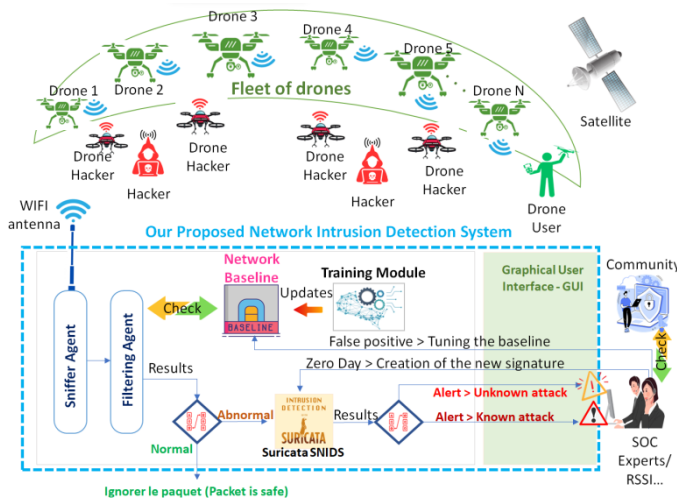 Drone 3
Drone 4
Drone 5
Drone 2
Drone 1
Drone N
Fleet of drones
Satellite
Drone
Hacker
Hacker
Drone
Hacker
Drone
Hacker
Hacker
Drone
Hacker
Drone
User
WIFI
antenna
Our Proposed Network Intrusion Detection System
Network
Baseline
BASELINE
Training Module
Updates
Check
Graphical User
Interface - GUI
Community
Check
Sniffer Agent
Filtering Agent
False positive > Tuning the baseline
Zero Day > Creation of the new signature
Results
Abnormal
INTRUSION
DETECTION
SURICATA
Suricata SNIDS
Results
Alert > Unknown attack
Alert > Known attack
Normal
SOC
Experts/
RSSI...
Ignorer le paquet (Packet is safe)